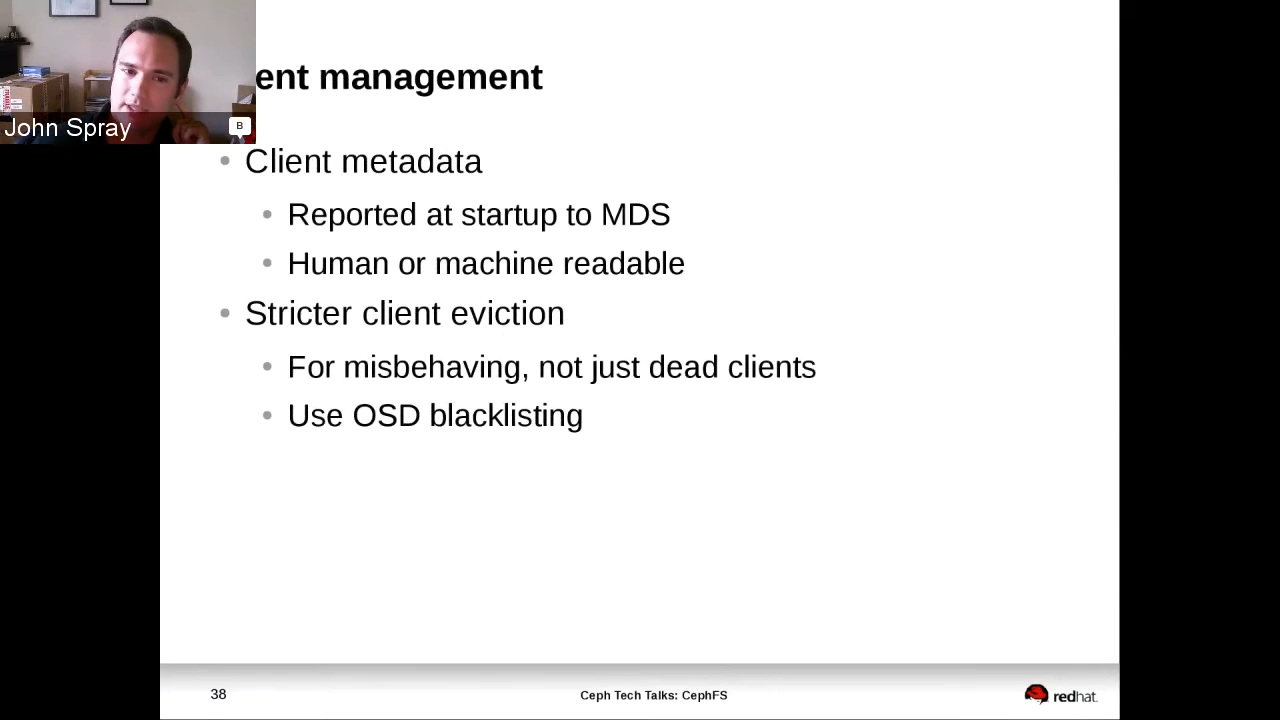 ent management
John Spray
B
Client metadata
Reported at startup to MDS
Human or machine readable
Stricter client eviction
For misbehaving, not just dead clients
Use OSD blacklisting
38
Ceph Tech Talks: CephFS
redhat.